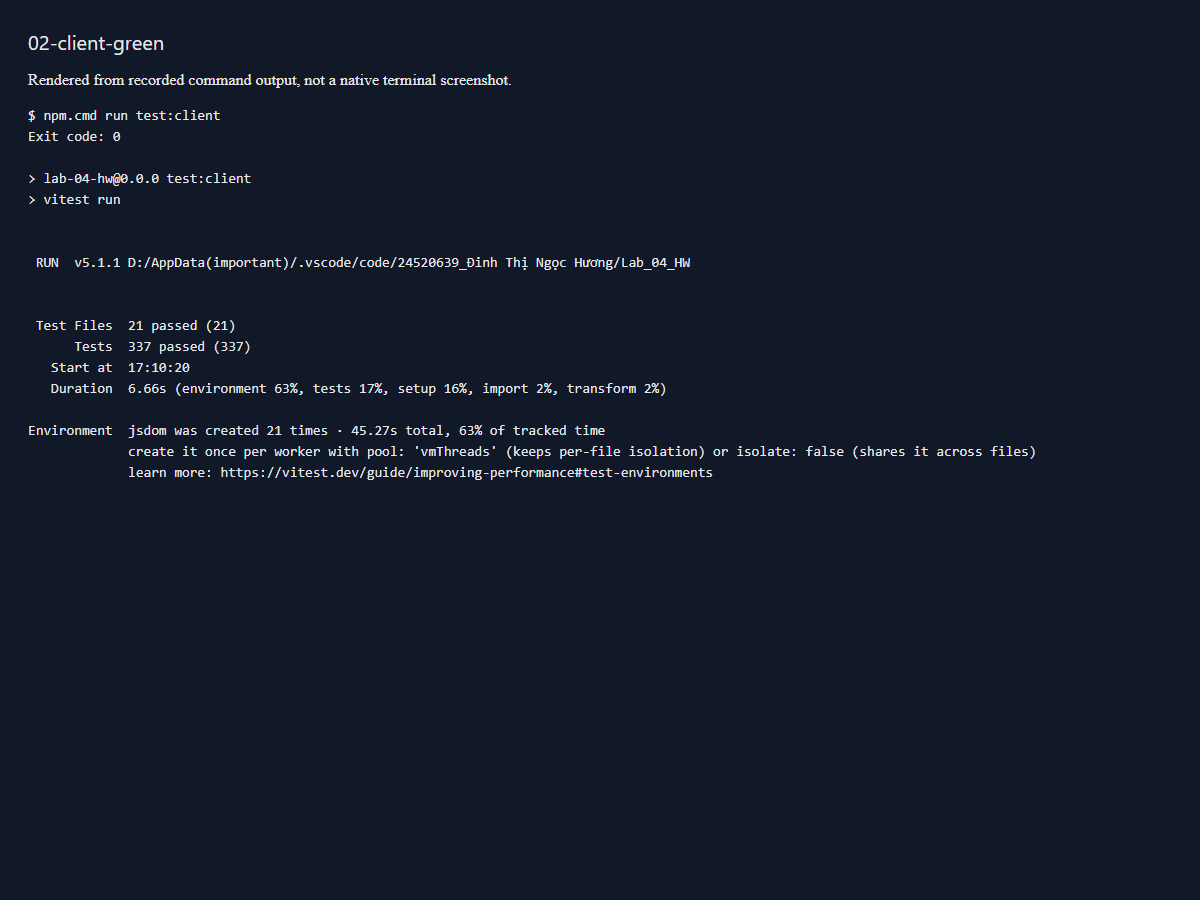 02-client-green
Rendered from recorded command output, not a native terminal screenshot.
$ npm.cmd run test:client
Exit code: 0
> lab-04-hw@0.0.0 test:client
> vitest run
RUN  v5.1.1 D:/AppData(important)/.vscode/code/24520639_Đinh Thị Ngọc Hương/Lab_04_HW
Test Files  21 passed (21)
Tests  337 passed (337)
Start at  17:10:20
Duration  6.66s (environment 63%, tests 17%, setup 16%, import 2%, transform 2%)
Environment  jsdom was created 21 times · 45.27s total, 63% of tracked time
create it once per worker with pool: 'vmThreads' (keeps per-file isolation) or isolate: false (shares it across files)
learn more: https://vitest.dev/guide/improving-performance#test-environments